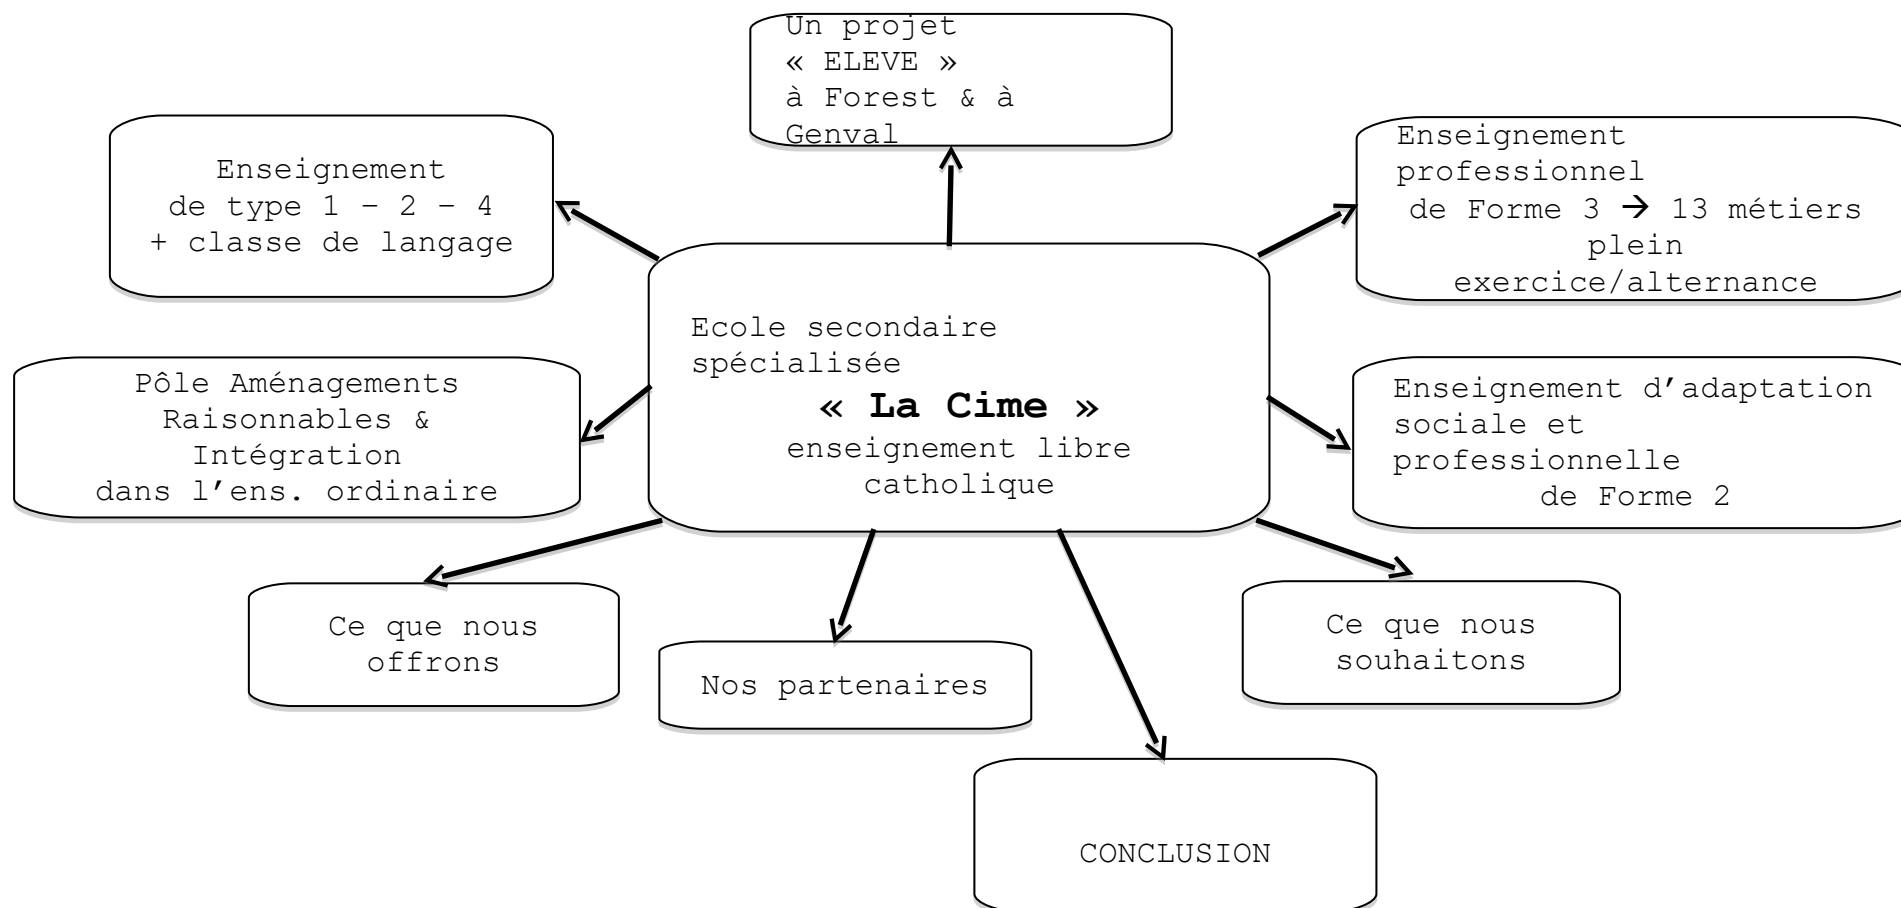 Un projet
« ELEVE »
à Forest & à
Genval
Enseignement
de type 1 – 2 – 4
+ classe de langage
Enseignement
professionnel
de Forme 3 → 13 métiers
plein
exercice/alternance
Ecole secondaire
spécialisée
« La Cime »
enseignement libre
catholique
Pôle Aménagements
Raisonnables &
Intégration
dans l’ens. ordinaire
Enseignement d’adaptation
sociale et
professionnelle
de Forme 2
Ce que nous
offrons
Nos partenaires
Ce que nous
souhaitons
CONCLUSION